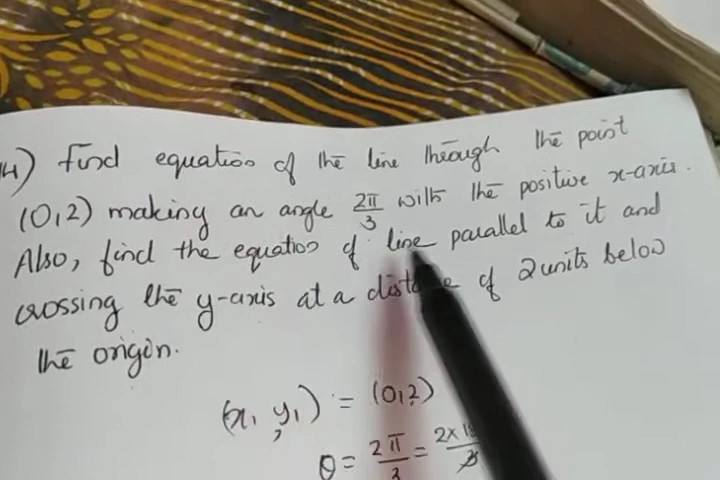 14) Find equation of the line through the point
(0,2) making an angle 2π/3 with the positive x-axis.
Also, find the equation of line parallel to it and
crossing the y-axis at a distance of 2 units below
the origin.
(x₁, y₁) = (0,2)
θ = 2π/3 =